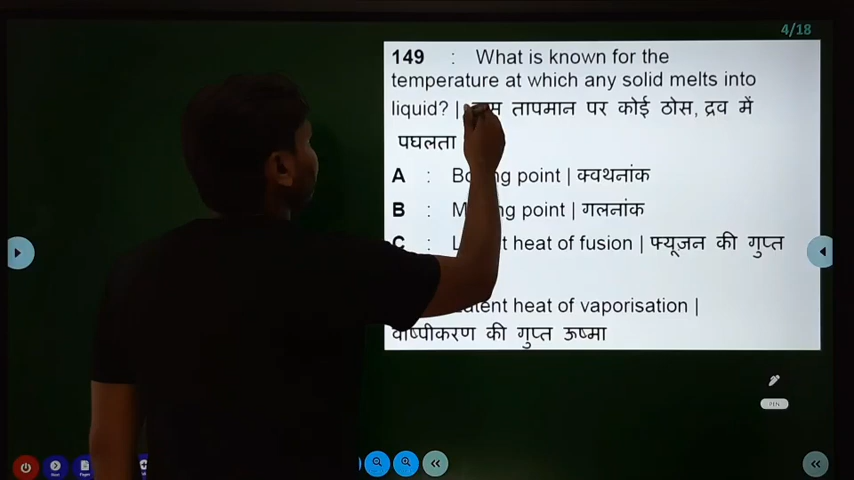 4/18
149 : What is known for the
temperature at which any solid melts into
liquid? | तापमान पर कोई ठोस, द्रव में
पघलता
A : point | क्वथनांक
B : point | गलनांक
C : heat of fusion | फ्यूजन की गुप्त
heat of vaporisation |
वाष्पीकरण की गुप्त ऊष्मा
PEN